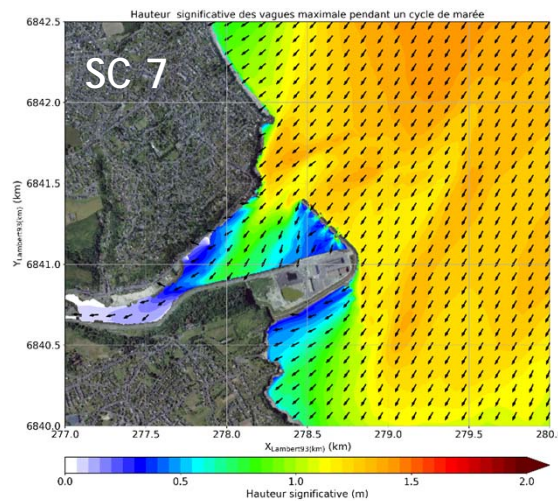 Hauteur significative des vagues maximale pendant un cycle de marée
SC 7
6842.5
6842.0
6841.5
6841.0
6840.5
6840.0
Y Lambert93(km) (km)
277.0 277.5 278.0 278.5 279.0 279.5 280.
X Lambert93(km) (km)
0.0 0.5 1.0 1.5 2.0
Hauteur significative (m)